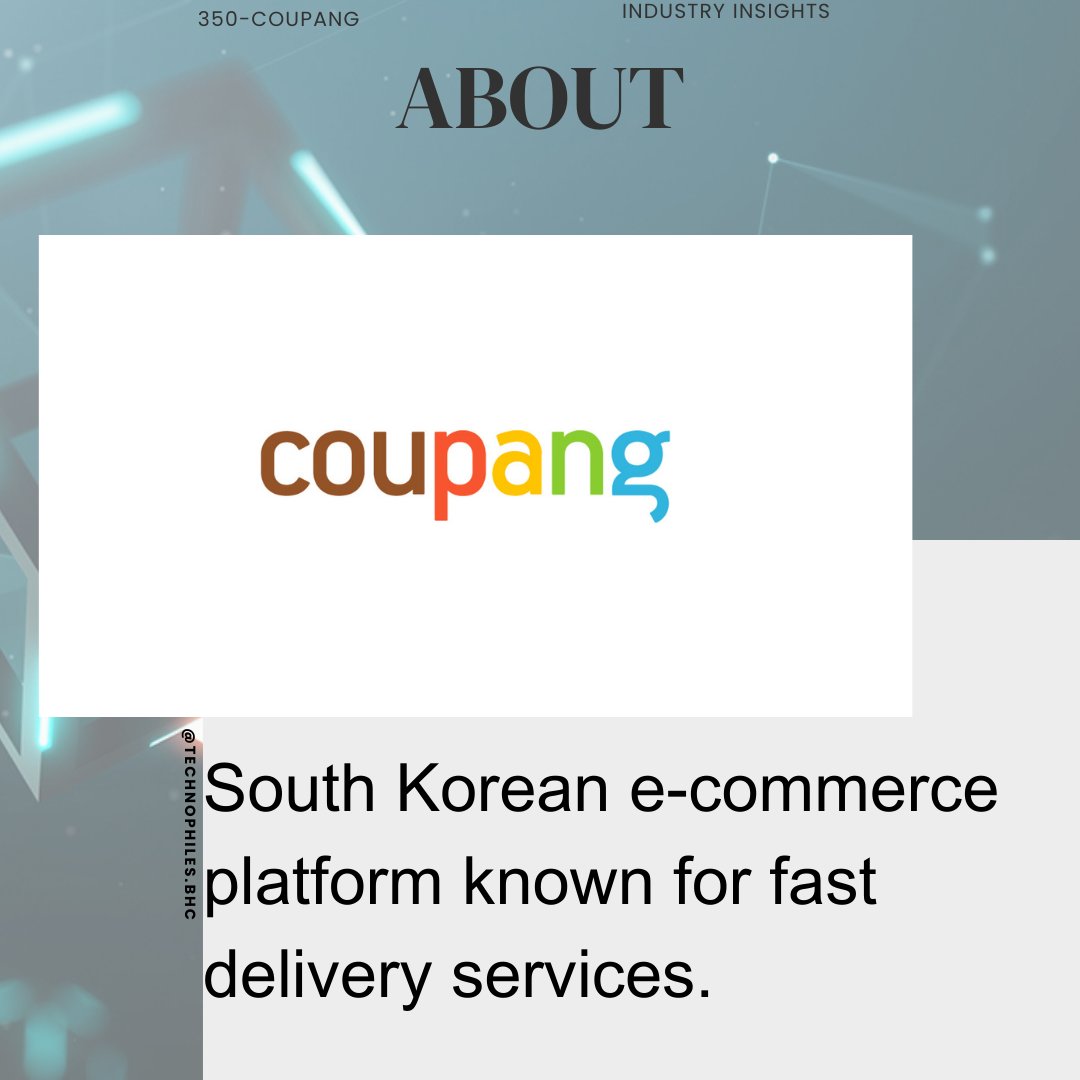 350-COUPANG
INDUSTRY INSIGHTS
ABOUT
coupang
@TECHNOPHILES.BHC
South Korean e-commerce
platform known for fast
delivery services.